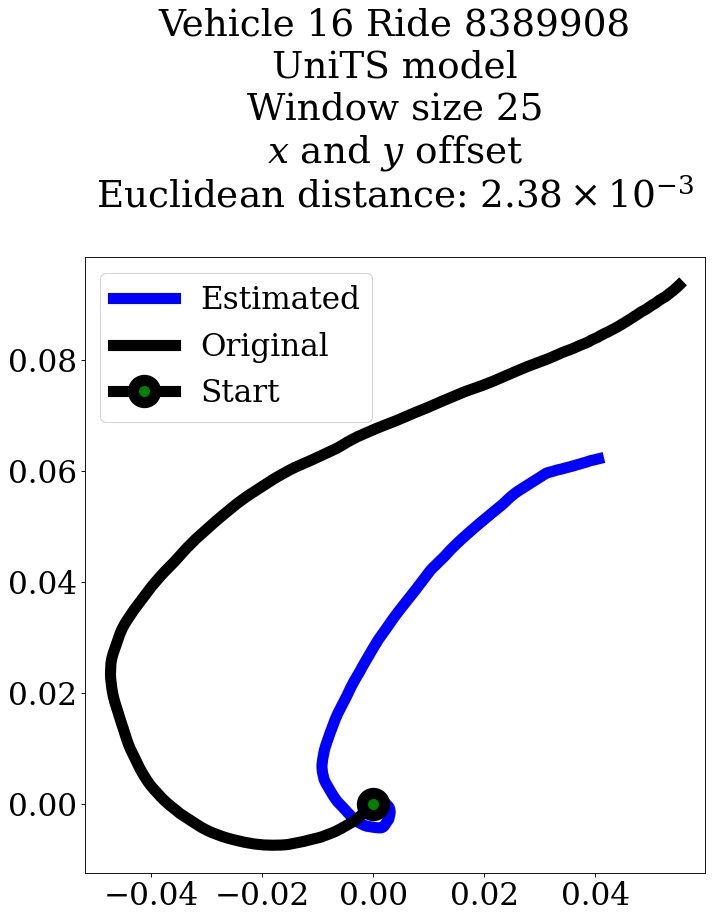 Vehicle 16 Ride 8389908
UniTS model
Window size 25
x and y offset
Euclidean distance: 2.38 × 10⁻³
Estimated
Original
Start
0.08
0.06
0.04
0.02
0.00
−0.04 −0.02 0.00 0.02 0.04